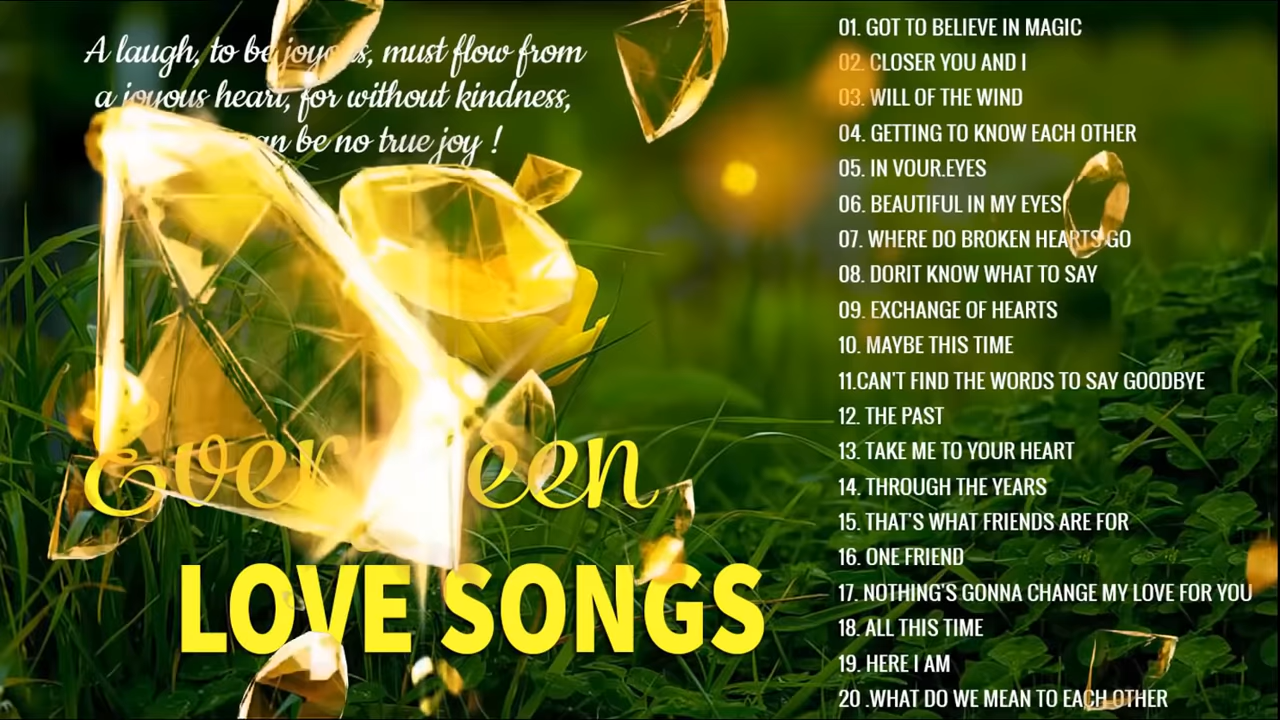 A laugh, to be joyous, must flow from
a joyous heart, for without kindness,
can be no true joy !
LOVE SONGS
01. GOT TO BELIEVE IN MAGIC
02. CLOSER YOU AND I
03. WILL OF THE WIND
04. GETTING TO KNOW EACH OTHER
05. IN VOUR.EYES
06. BEAUTIFUL IN MY EYES
07. WHERE DO BROKEN HEARTS GO
08. DORIT KNOW WHAT TO SAY
09. EXCHANGE OF HEARTS
10. MAYBE THIS TIME
11.CAN'T FIND THE WORDS TO SAY GOODBYE
12. THE PAST
13. TAKE ME TO YOUR HEART
14. THROUGH THE YEARS
15. THAT'S WHAT FRIENDS ARE FOR
16. ONE FRIEND
17. NOTHING'S GONNA CHANGE MY LOVE FOR YOU
18. ALL THIS TIME
19. HERE I AM
20 .WHAT DO WE MEAN TO EACH OTHER